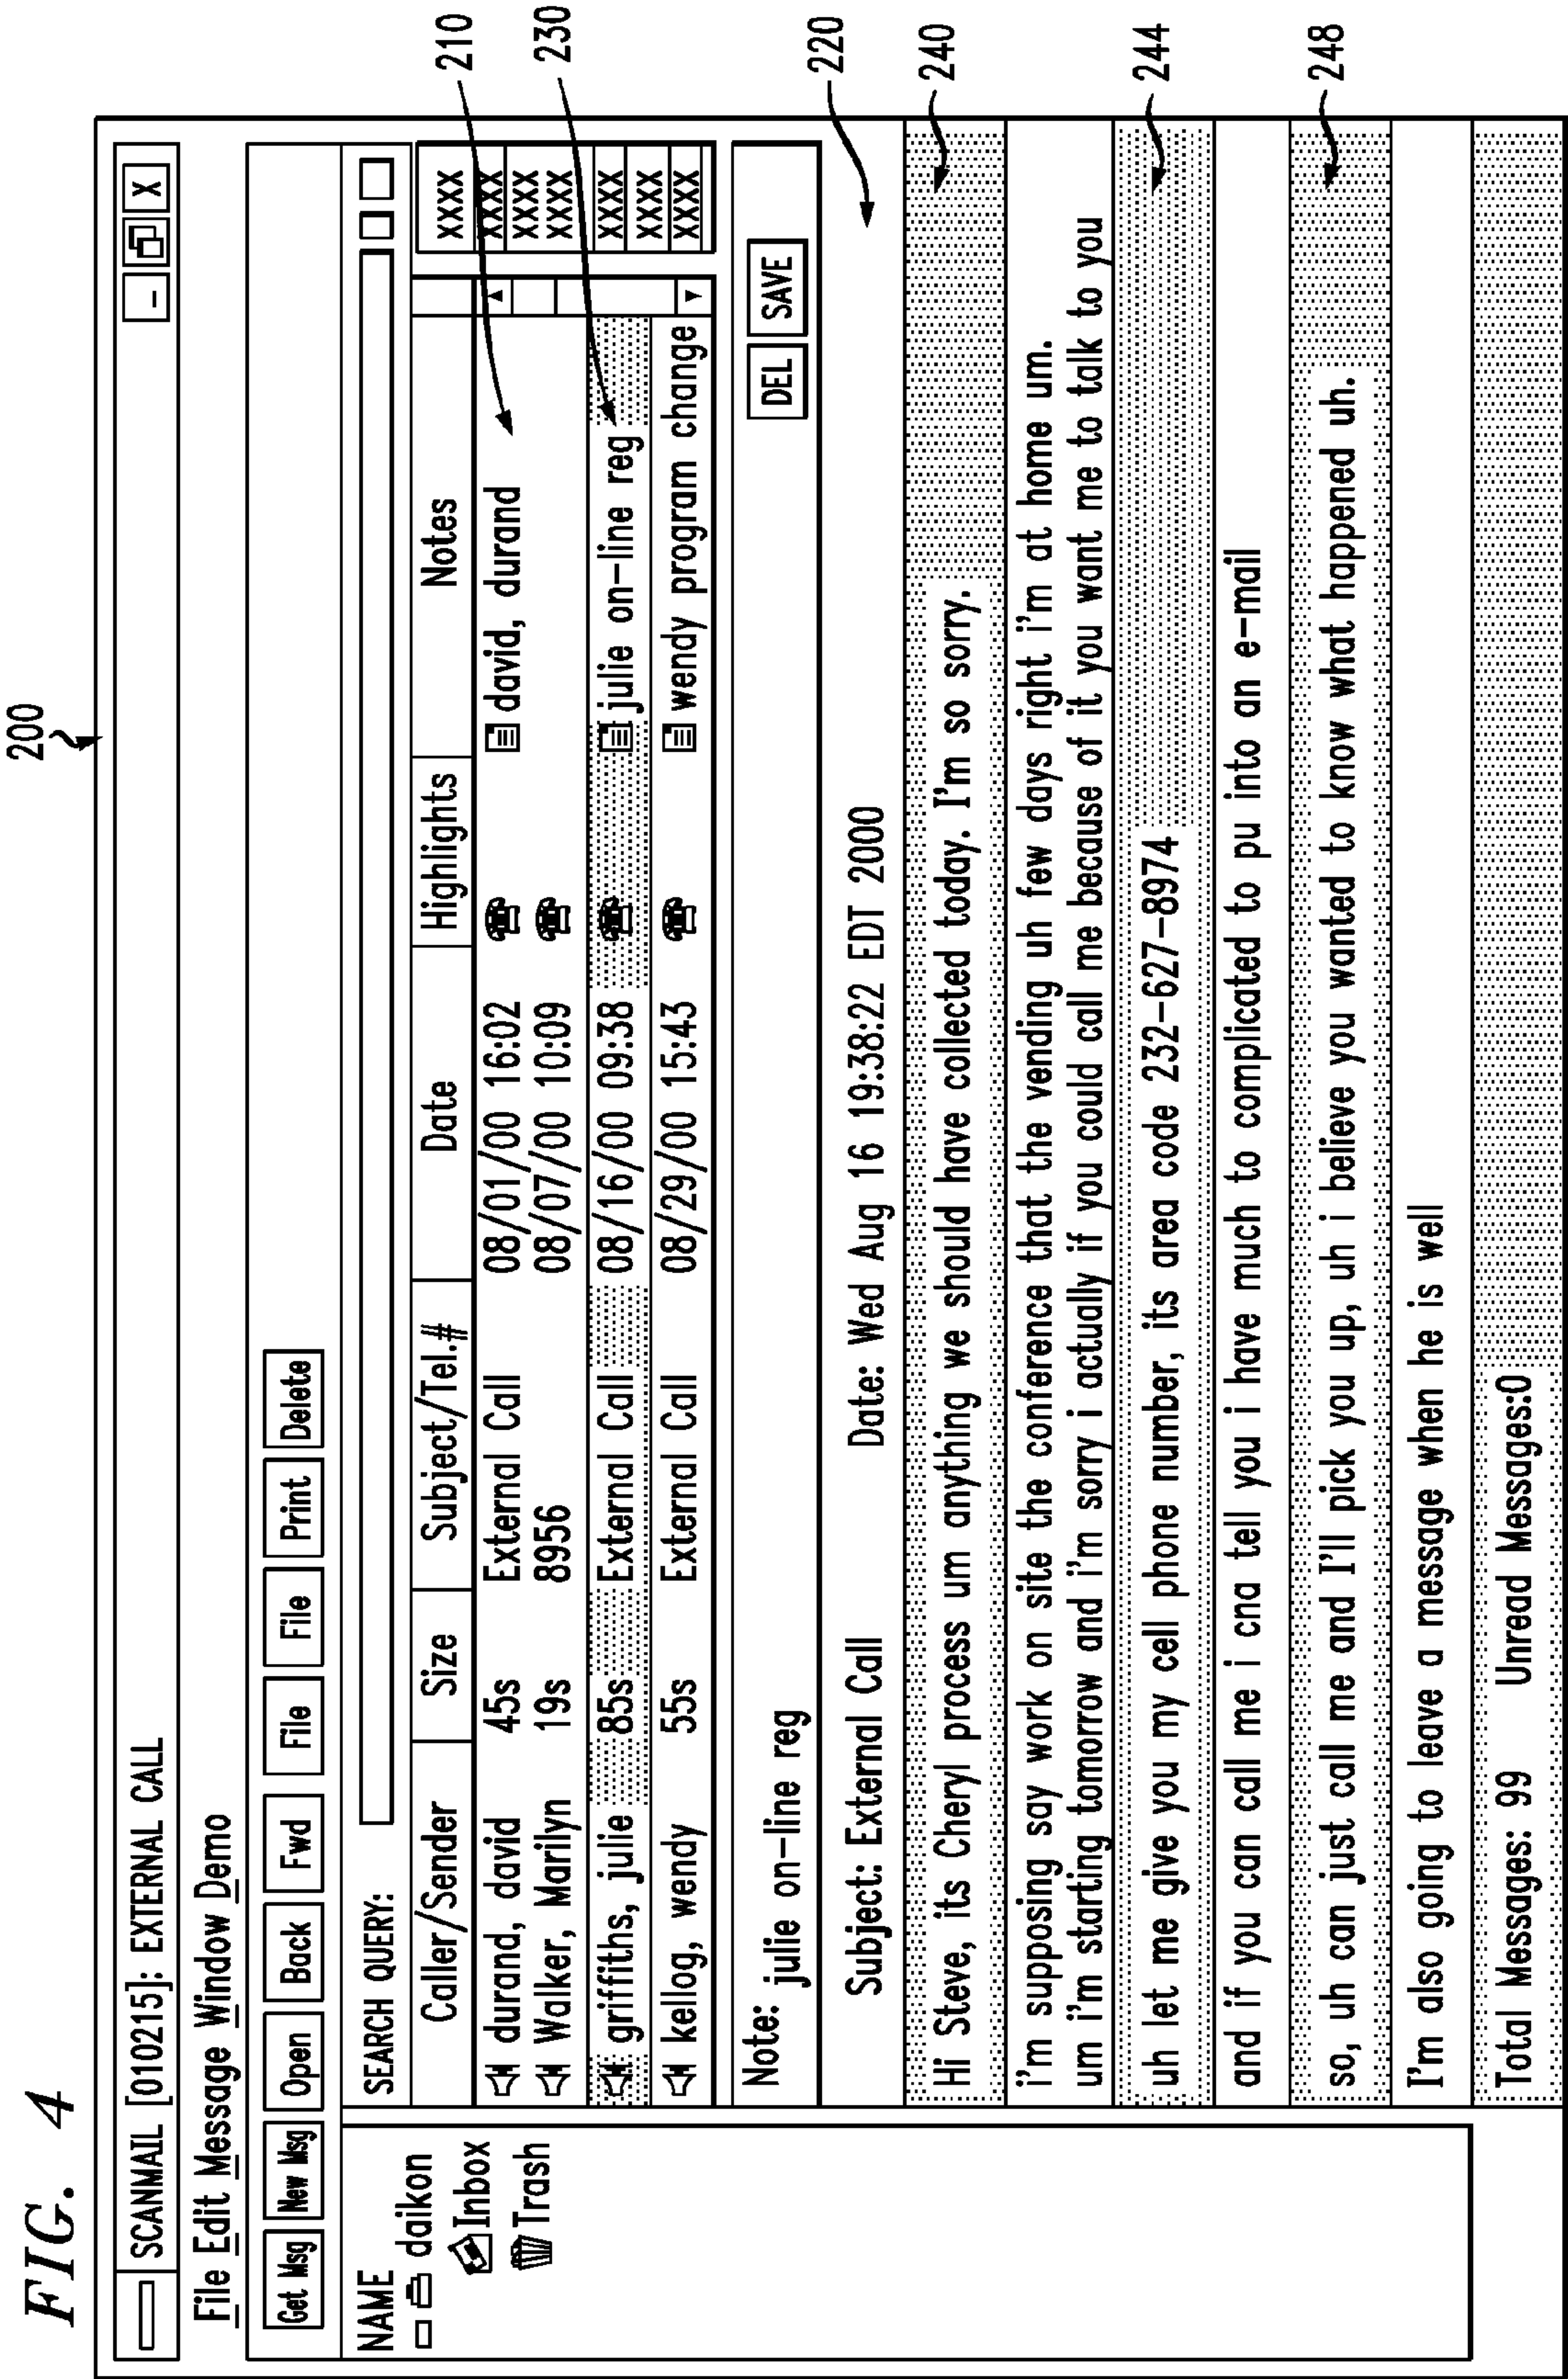 FIG. 4
200
SCANMAIL [010215]: EXTERNAL CALL - X
File Edit Message Window Demo
Get Msg New Msg Open Back Fwd File File Print Delete
SEARCH QUERY:
NAME
daikon
Inbox
Trash
Caller/Sender Size Subject/Tel.# Date Highlights Notes XXXX
durand, david 45s External Call 08/01/00 16:02 david, durand XXXX
Walker, Marilyn 19s 8956 08/07/00 10:09 XXXX
XXXX
griffiths, julie 85s External Call 08/16/00 09:38 julie on-line reg XXXX
XXXX
kellog, wendy 55s External Call 08/29/00 15:43 wendy program change XXXX
210
230
Note: julie on-line reg DEL SAVE
220
Subject: External Call Date: Wed Aug 16 19:38:22 EDT 2000
Hi Steve, its Cheryl process um anything we should have collected today. I'm so sorry.
240
i'm supposing say work on site the conference that the vending uh few days right i'm at home um.
um i'm starting tomorrow and i'm sorry i actually if you could call me because of it you want me to talk to you
uh let me give you my cell phone number, its area code 232-627-8974
244
and if you can call me i cna tell you i have much to complicated to pu into an e-mail
so, uh can just call me and I'll pick you up, uh i believe you wanted to know what happened uh.
248
I'm also going to leave a message when he is well
Total Messages: 99 Unread Messages:0